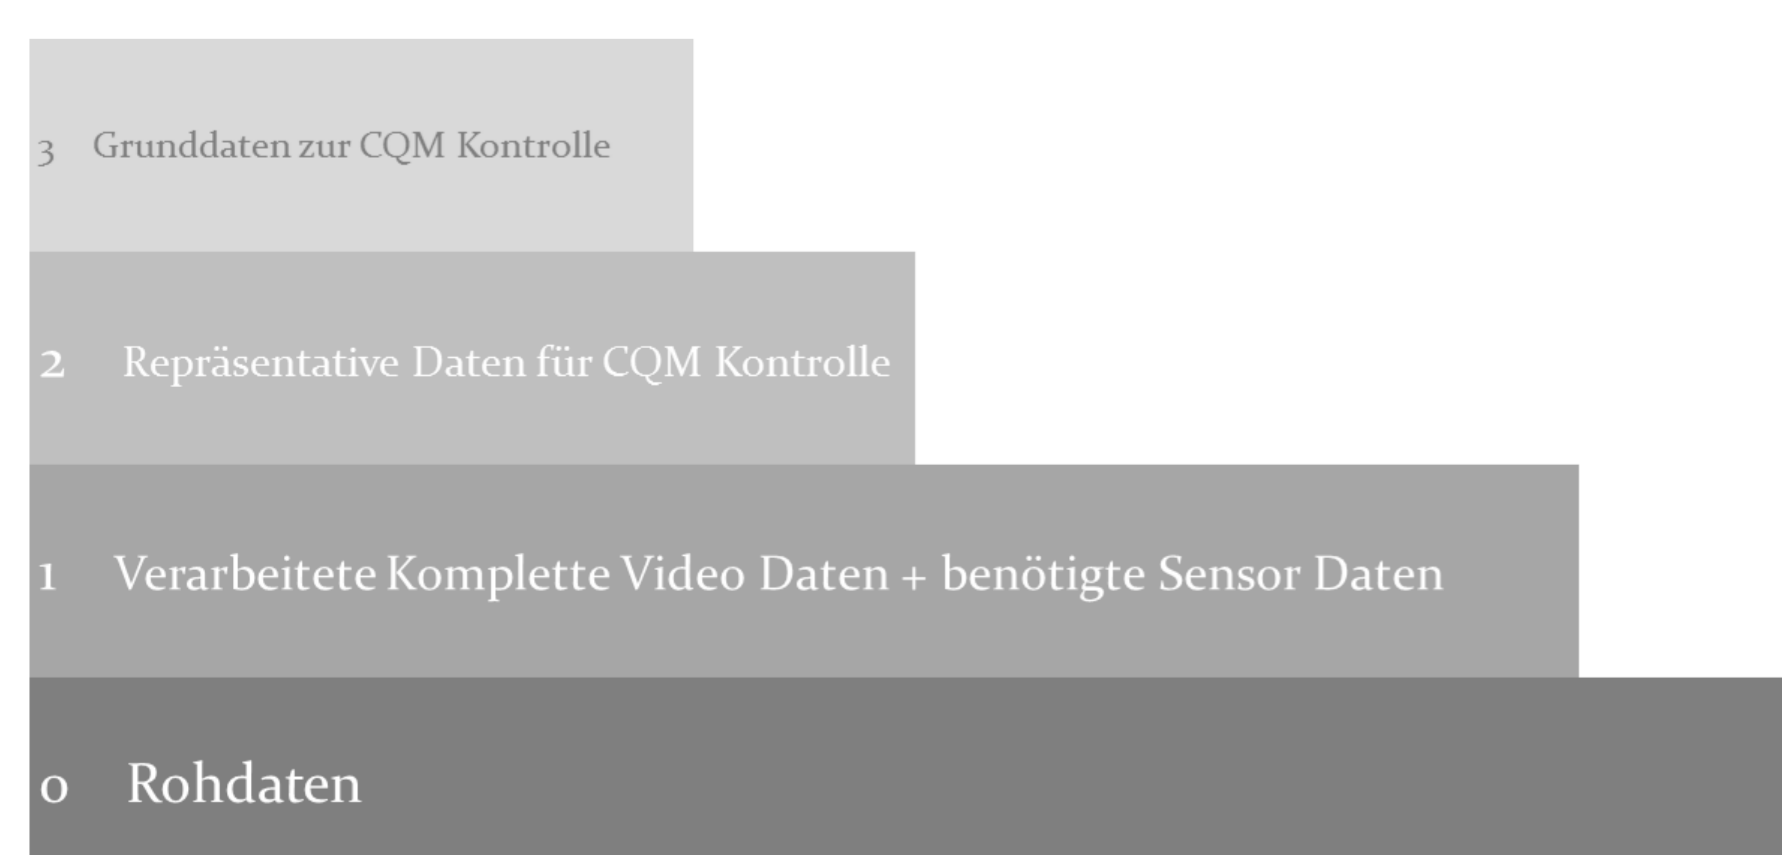 3 Grunddaten zur CQM Kontrolle
2 Repräsentative Daten für CQM Kontrolle
1 Verarbeitete Komplette Video Daten + benötigte Sensor Daten
0 Rohdaten